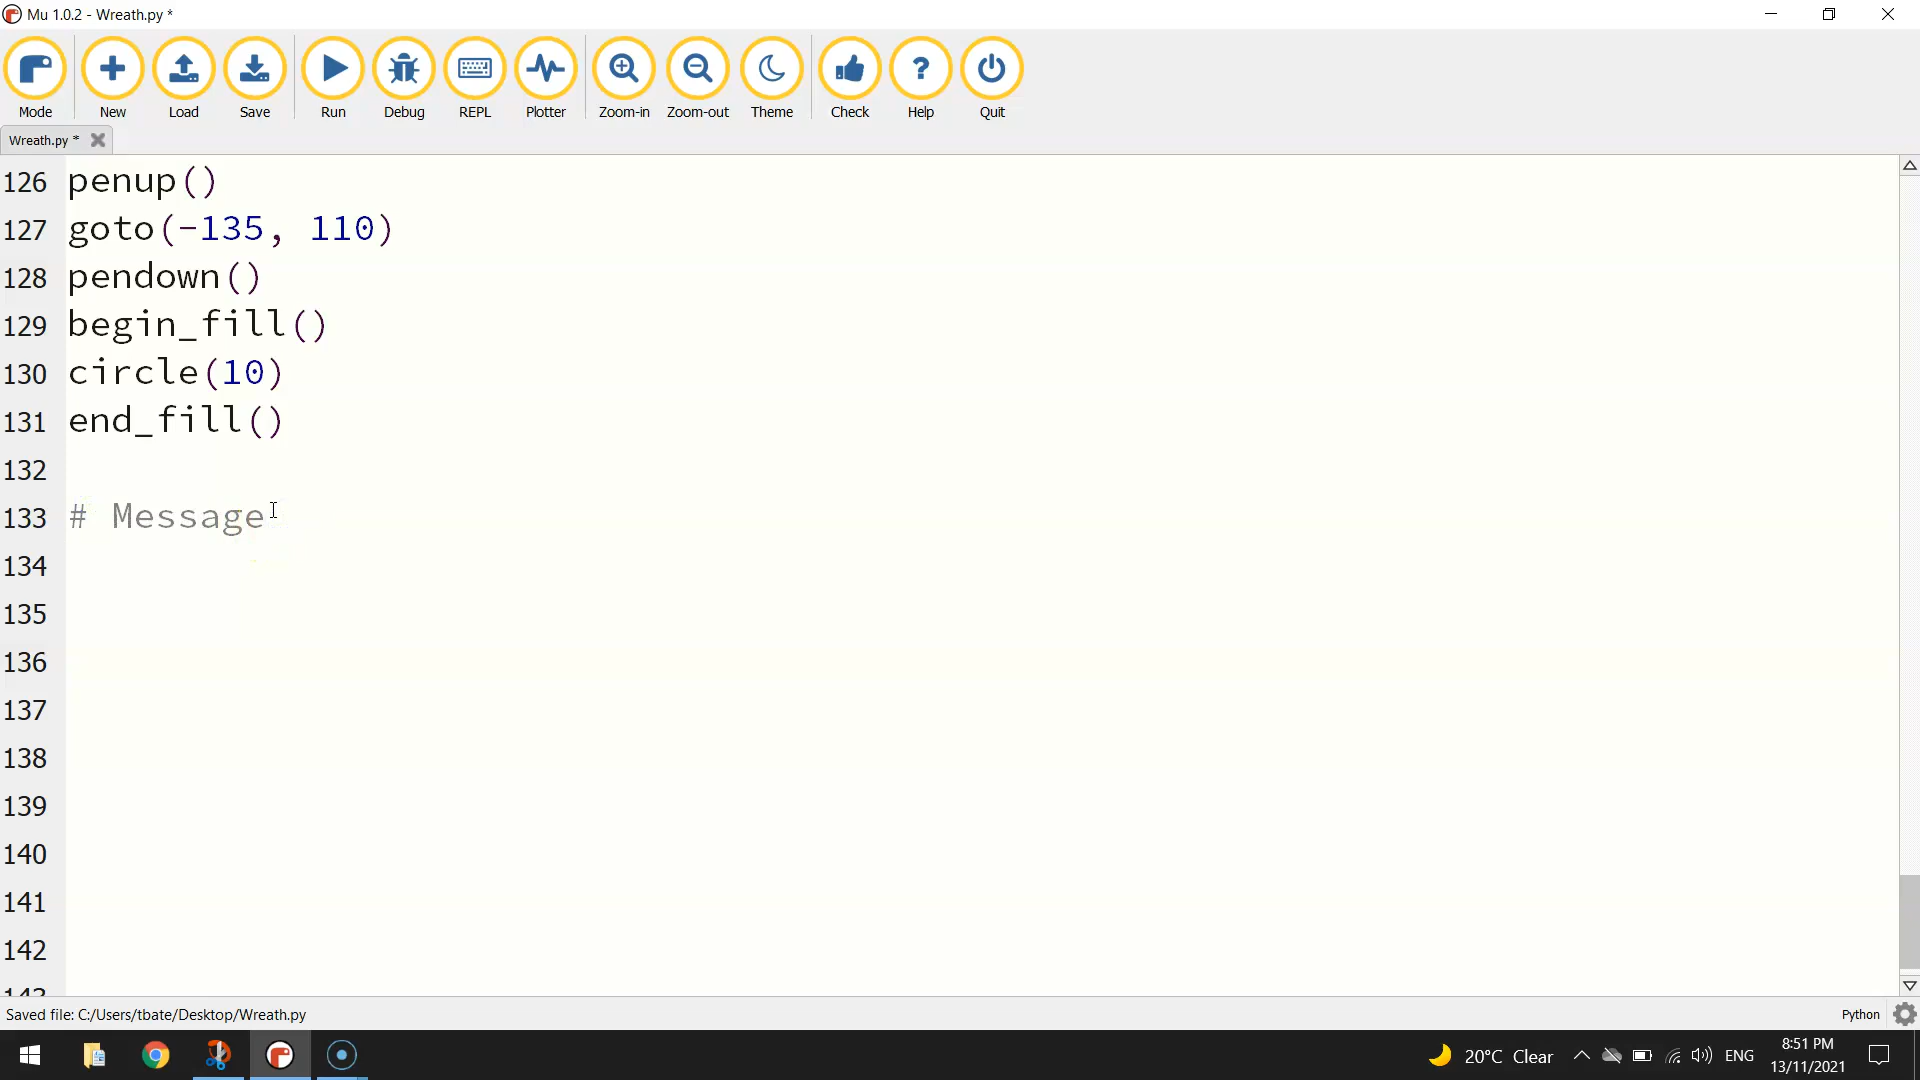 Mu 1.0.2 - Wreath.py *
Mode New Load Save Run Debug REPL Plotter Zoom-in Zoom-out Theme Check Help Quit
Wreath.py *
126 penup()
127 goto(-135, 110)
128 pendown()
129 begin_fill()
130 circle(10)
131 end_fill()
132
133 # Message
134
135
136
137
138
139
140
141
142
143
Saved file: C:/Users/tbate/Desktop/Wreath.py Python
20°C Clear ENG 8:51 PM
13/11/2021